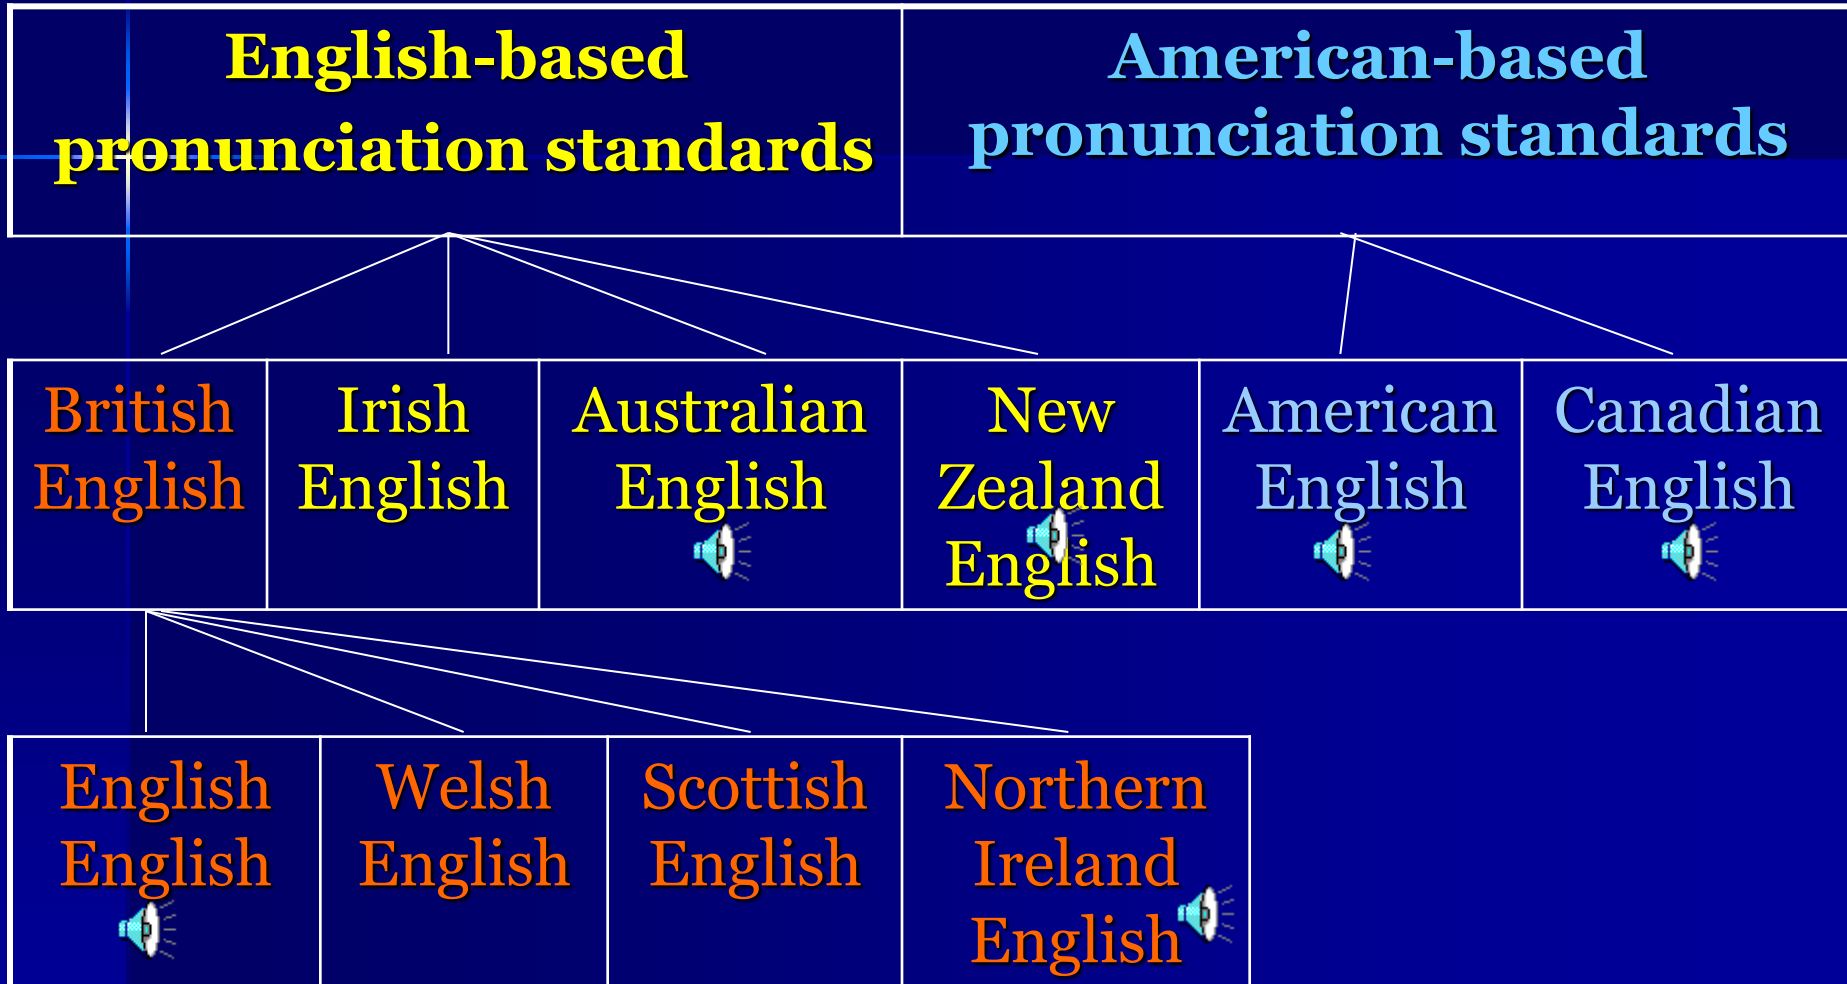 English-based
pronunciation standards
American-based
pronunciation standards
British
English
Irish
English
Australian
English
New
Zealand
English
American
English
Canadian
English
English
English
Welsh
English
Scottish
English
Northern
Ireland
English